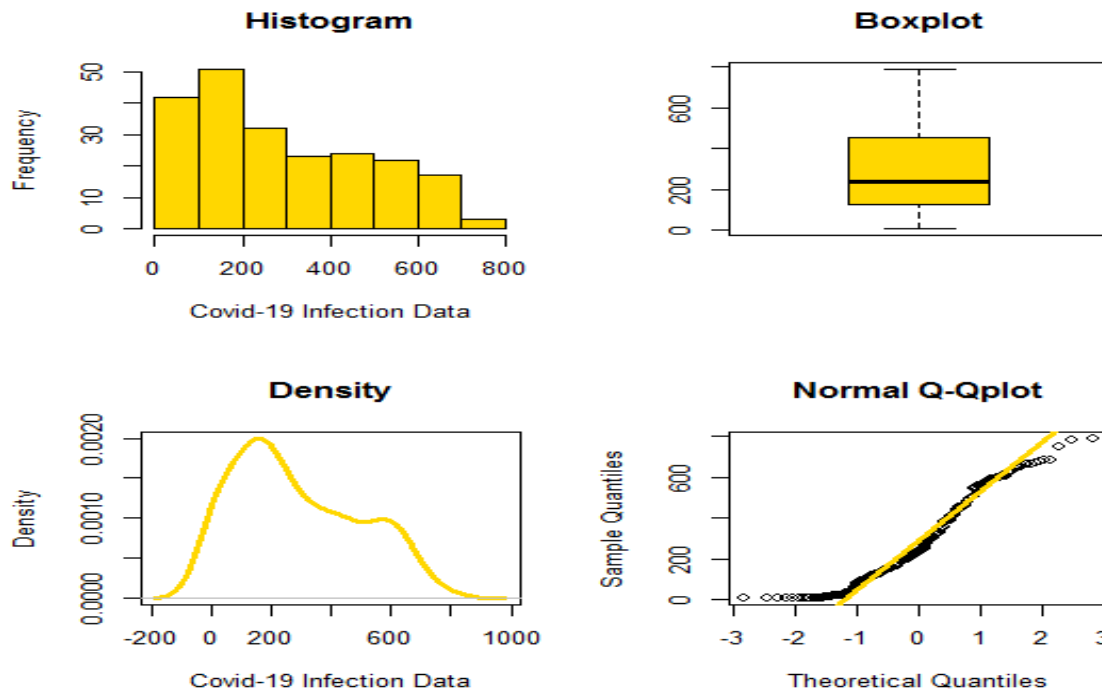 Histogram
Frequency
50
30
10
0
0 200 400 600 800
Covid-19 Infection Data
Boxplot
600
200
0
Density
Density
0.0020
0.0010
0.0000
-200 0 200 600 1000
Covid-19 Infection Data
Normal Q-Qplot
Sample Quantiles
600
200
0
-3 -2 -1 0 1 2 3
Theoretical Quantiles